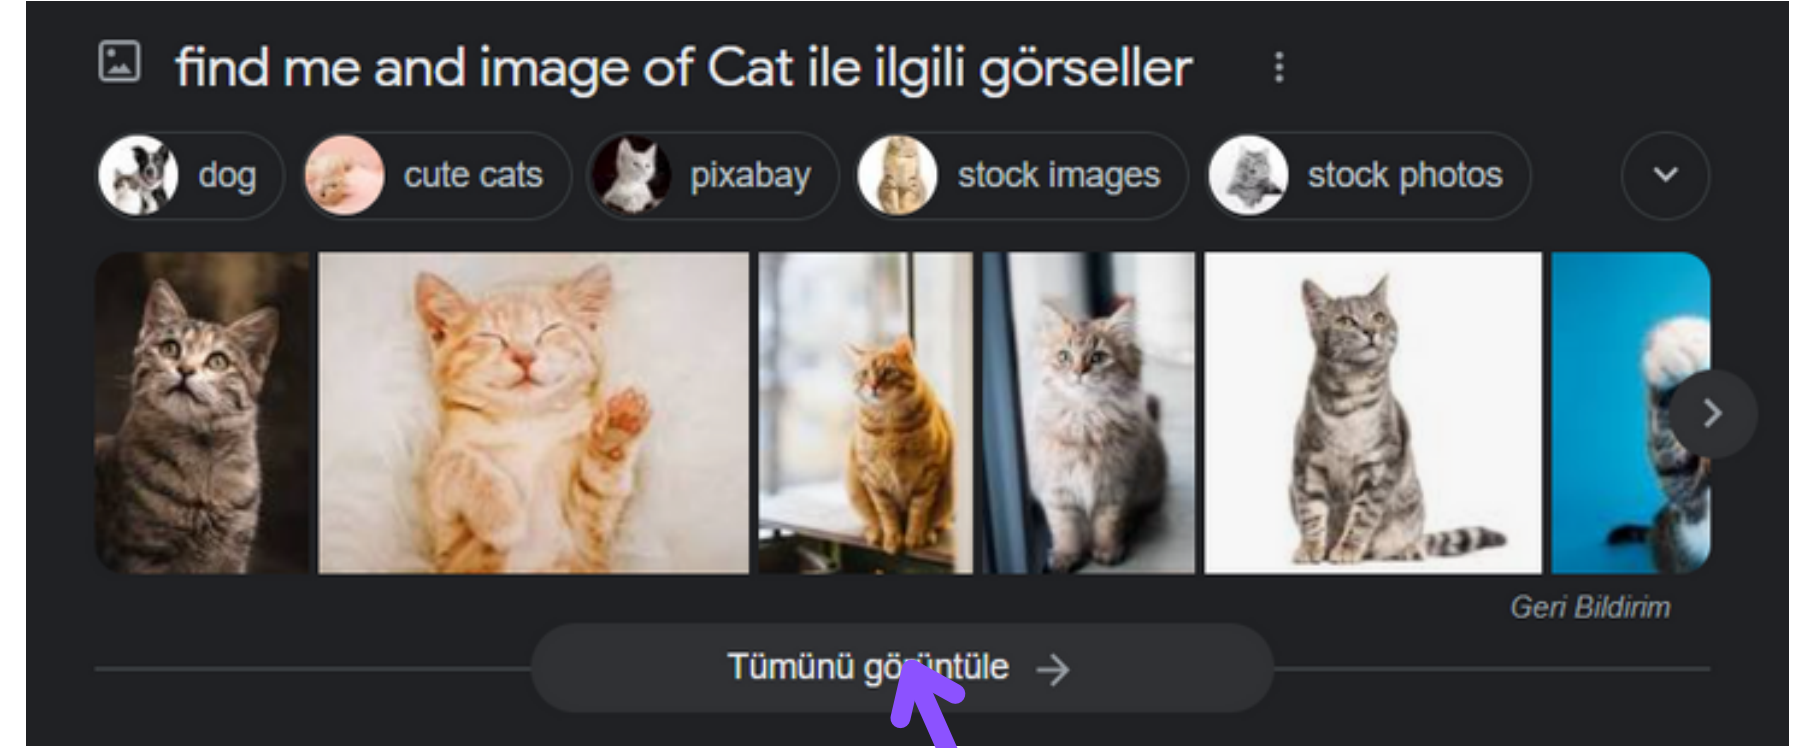 find me and image of Cat ile ilgili görseller
dog cute cats pixabay stock images stock photos
Geri Bildirim
Tümünü görüntüle